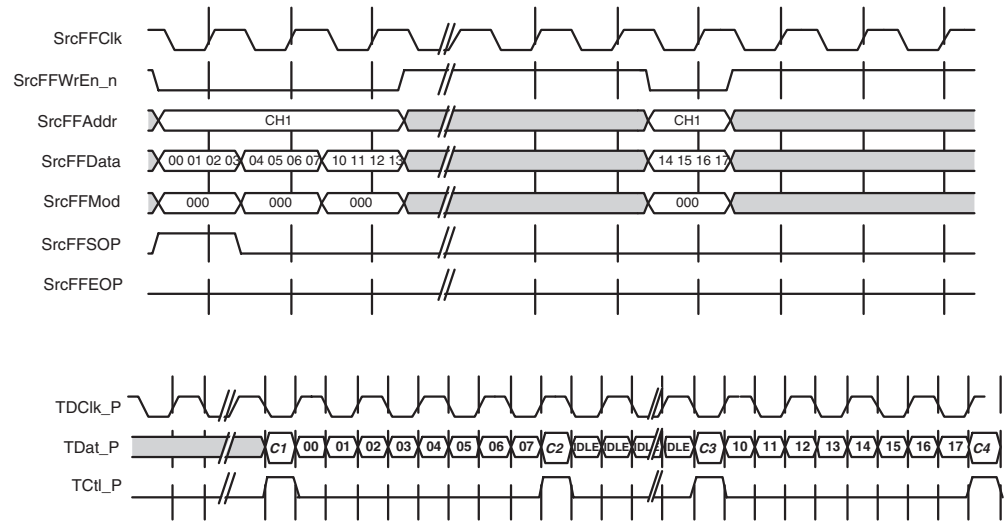 SrcFFClk
SrcFFWrEn_n
SrcFFAddr CH1 CH1
SrcFFData 00 01 02 03 04 05 06 07 10 11 12 13 14 15 16 17
SrcFFMod 000 000 000 000
SrcFFSOP
SrcFFEOP
TDClk_P
TDat_P C1 00 01 02 03 04 05 06 07 C2 IDLE IDLE IDLE IDLE C3 10 11 12 13 14 15 16 17 C4
TCtl_P